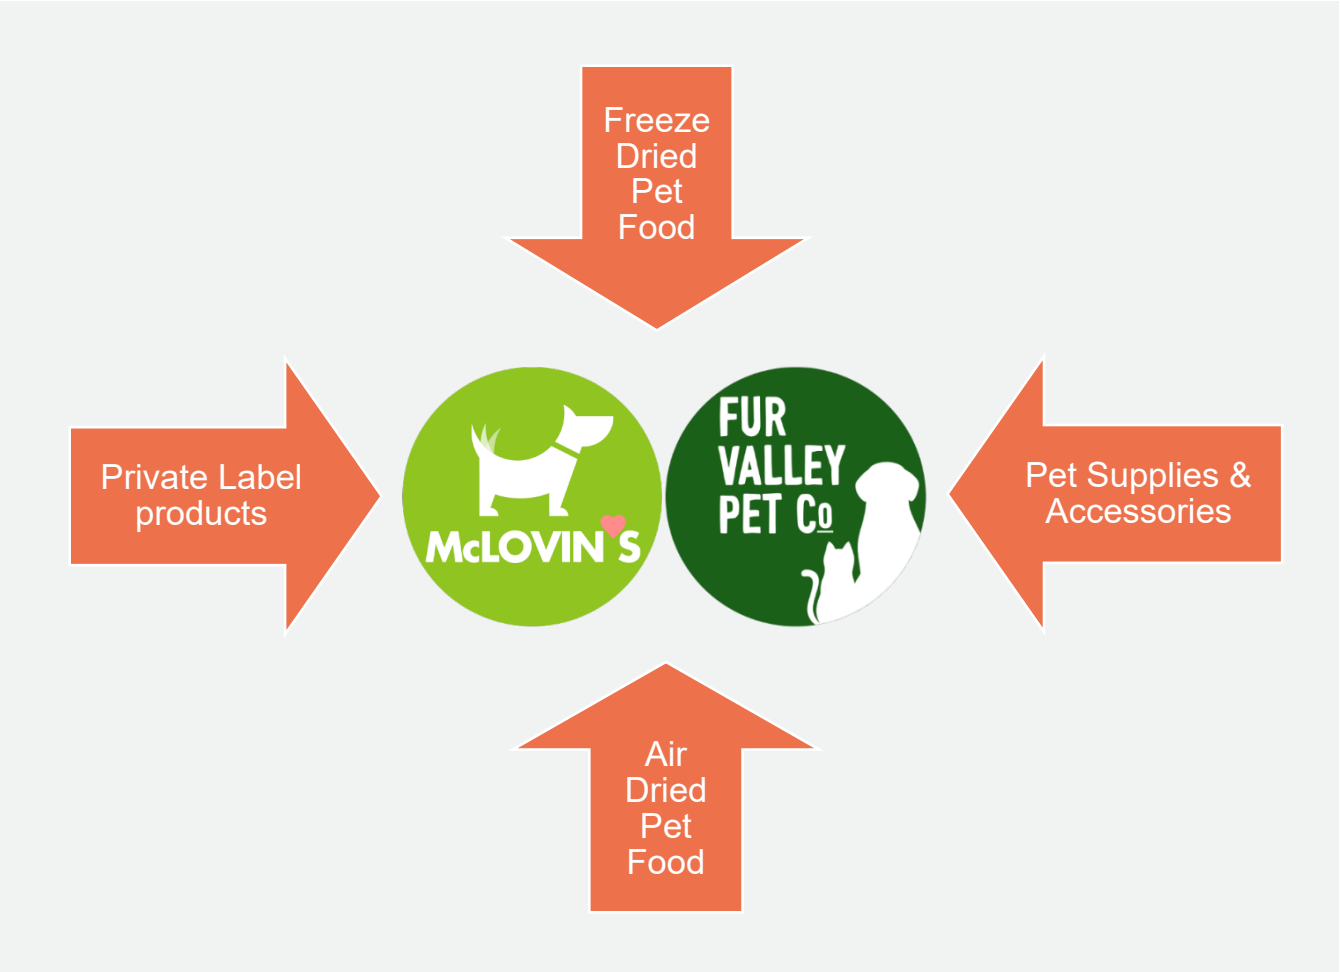 Freeze
Dried
Pet
Food
Private Label
products
McLOVIN'S
FUR
VALLEY
PET Co
Pet Supplies &
Accessories
Air
Dried
Pet
Food